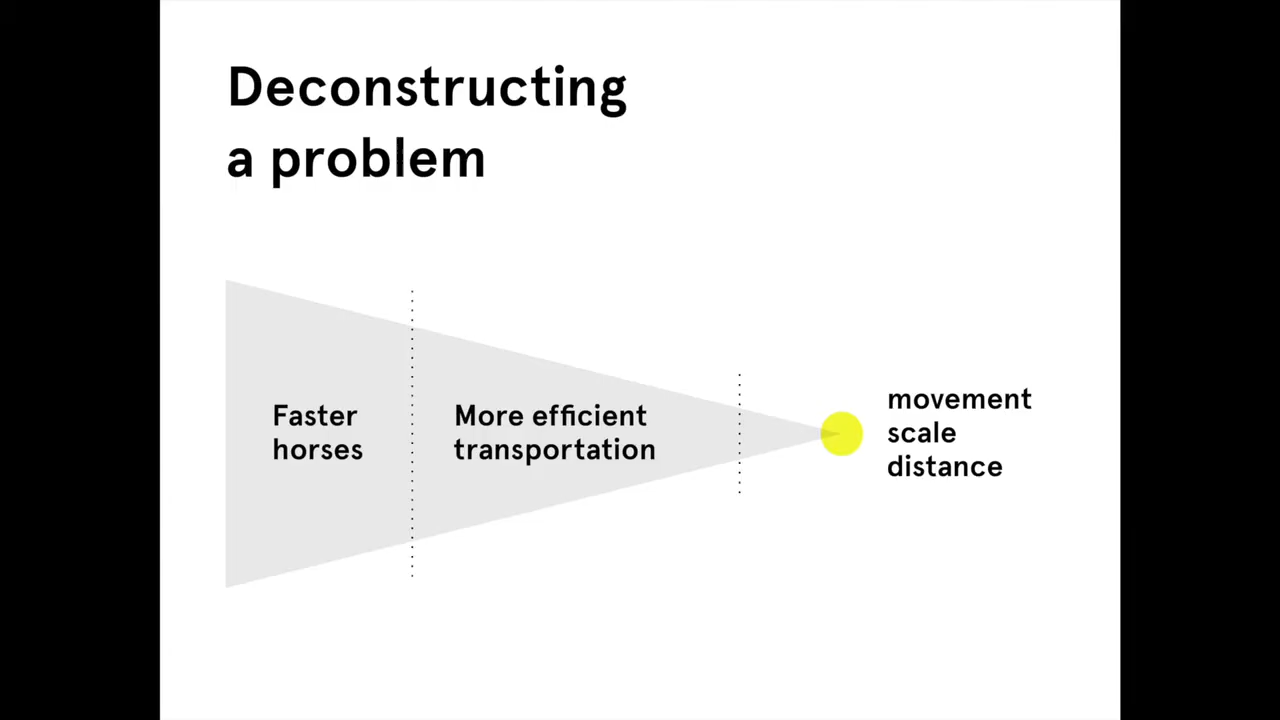 Deconstructing
a problem
Faster
horses
More efficient
transportation
movement
scale
distance